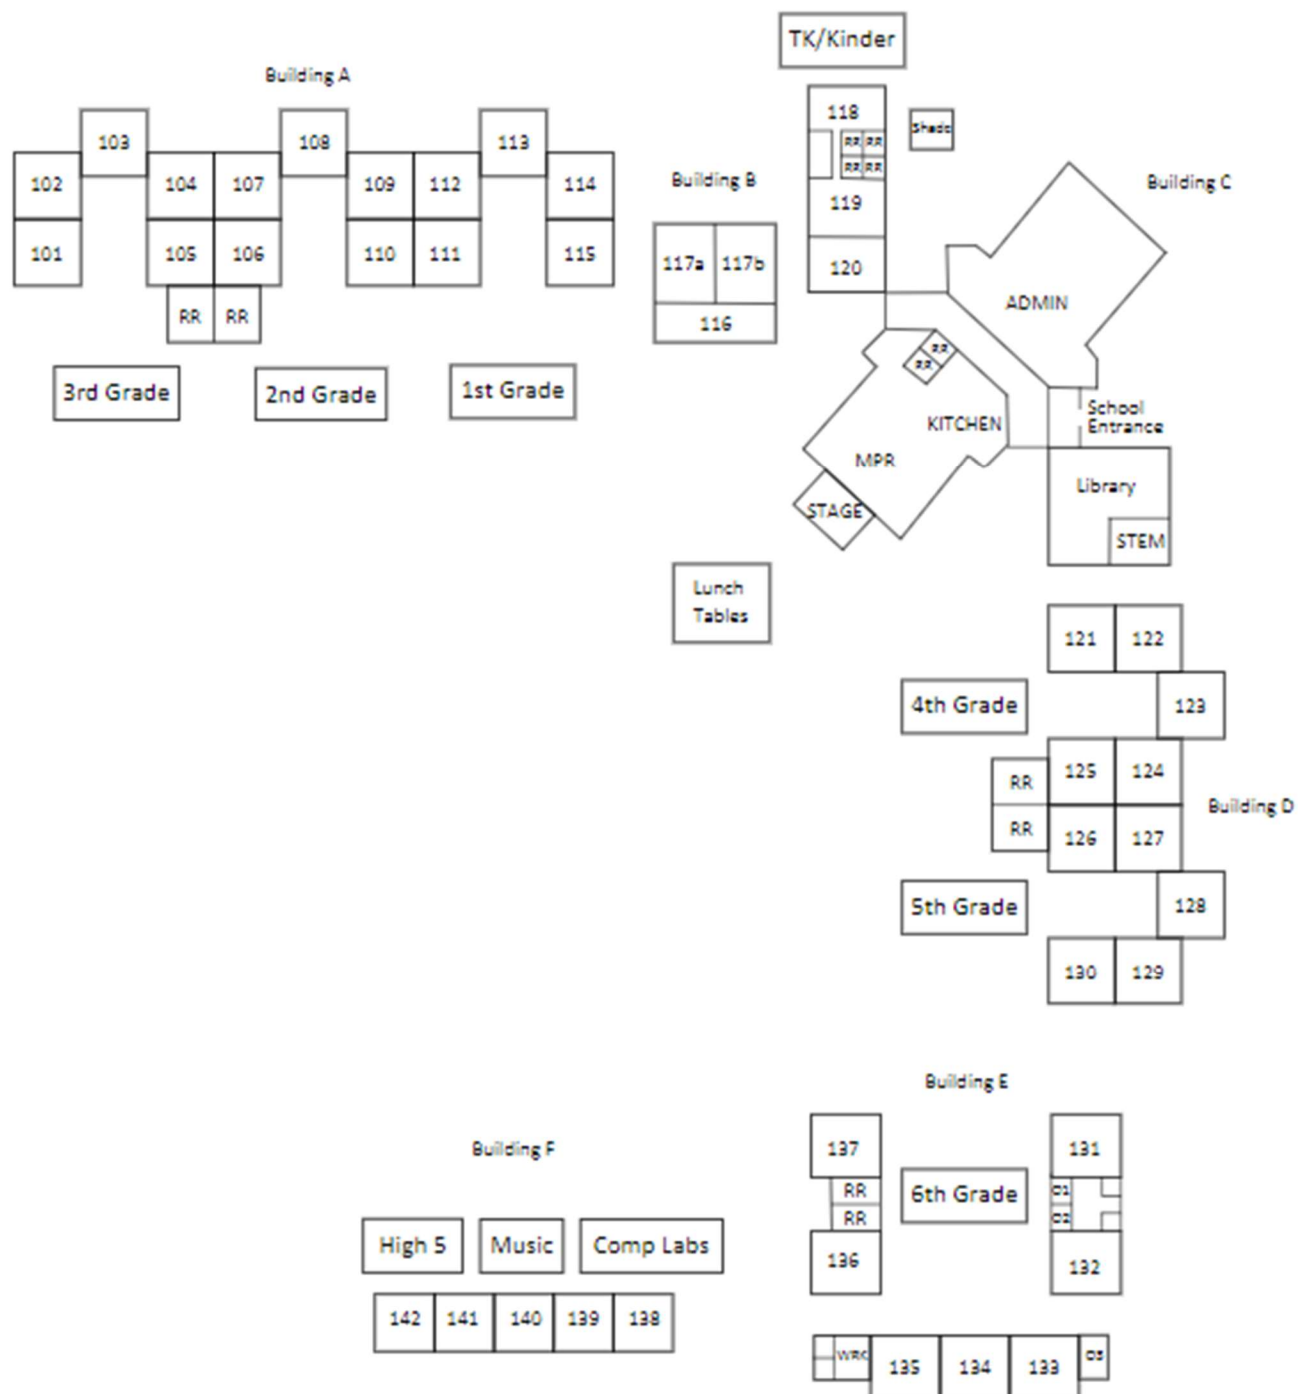 TK/Kinder
Building A
118
Shade
RR RR
RR RR
103
108
113
102
104
107
109
112
114
Building B
Building C
119
101
105
106
110
111
115
117a
117b
120
RR
RR
116
ADMIN
RR
RR
3rd Grade
2nd Grade
1st Grade
School
Entrance
KITCHEN
MPR
Library
STAGE
STEM
Lunch
Tables
121
122
4th Grade
123
RR
125
124
Building D
RR
126
127
5th Grade
128
130
129
Building E
Building F
137
131
RR
6th Grade
O1
RR
O2
High 5
Music
Comp Labs
136
132
142
141
140
139
138
WRK
135
134
133
O3